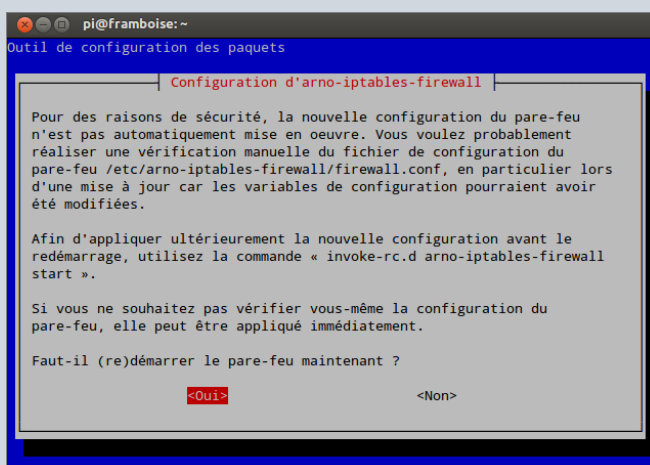 pi@framboise: ~
Outil de configuration des paquets
Configuration d'arno-iptables-firewall
Pour des raisons de sécurité, la nouvelle configuration du pare-feu
n'est pas automatiquement mise en oeuvre. Vous voulez probablement
réaliser une vérification manuelle du fichier de configuration du
pare-feu /etc/arno-iptables-firewall/firewall.conf, en particulier lors
d'une mise à jour car les variables de configuration pourraient avoir
été modifiées.
Afin d'appliquer ultérieurement la nouvelle configuration avant le
redémarrage, utilisez la commande « invoke-rc.d arno-iptables-firewall
start ».
Si vous ne souhaitez pas vérifier vous-même la configuration du
pare-feu, elle peut être appliqué immédiatement.
Faut-il (re)démarrer le pare-feu maintenant ?
<Oui> <Non>